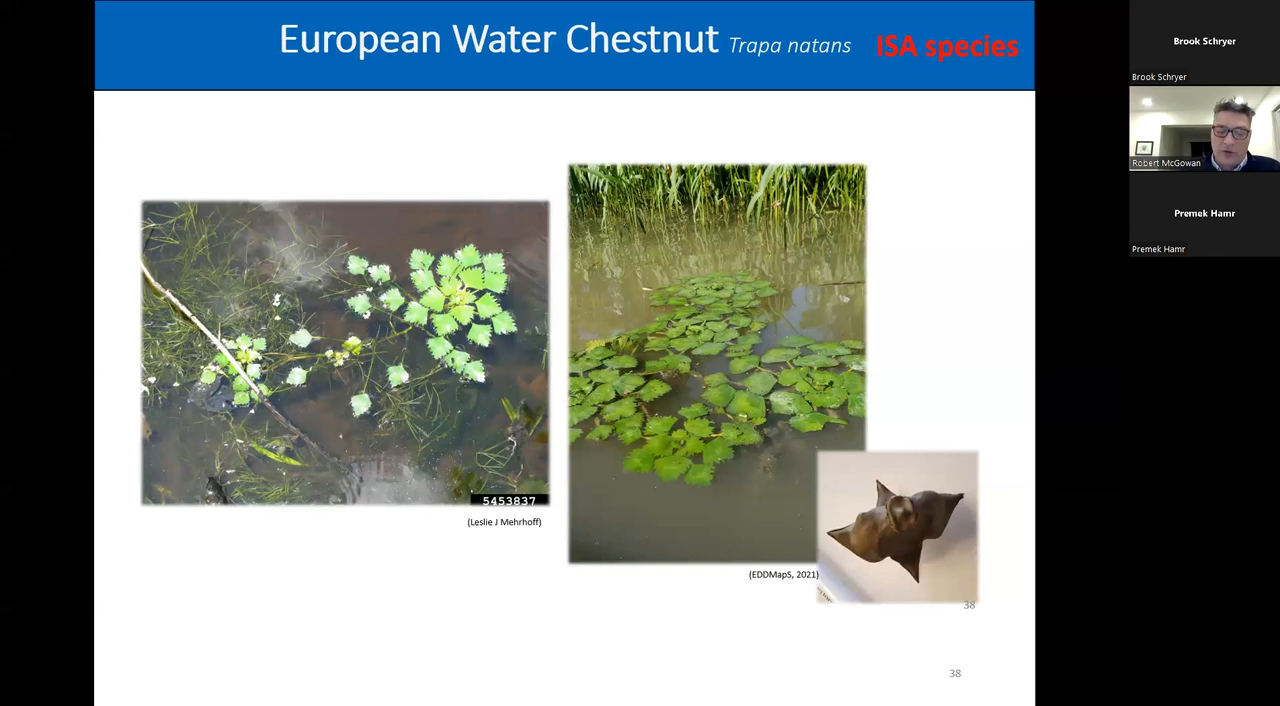 European Water Chestnut Trapa natans ISA species
5453837
(Leslie J Mehrhoff)
(EDDMapS, 2021)
38
38
Brook Schryer
Brook Schryer
Robert McGowan
Premek Hamr
Premek Hamr